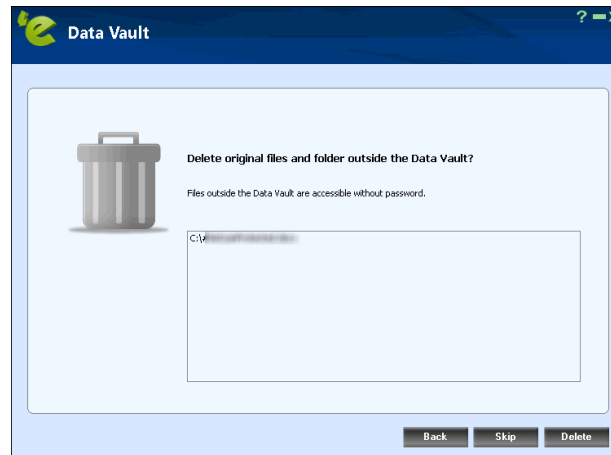 Data Vault
?
Delete original files and folder outside the Data Vault?
Files outside the Data Vault are accessible without password.
C:\
Back Skip Delete